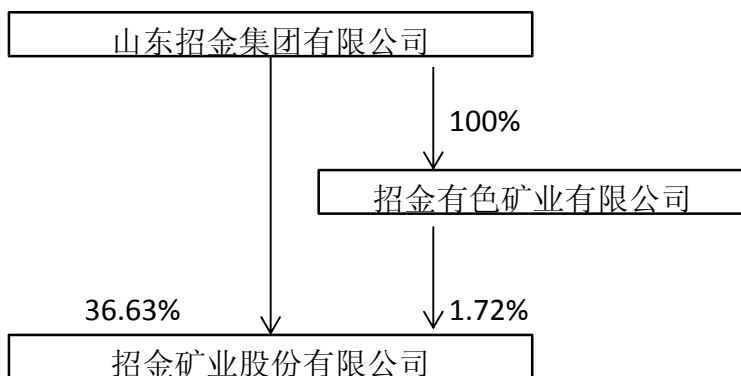 山东招金集团有限公司
100%
招金有色矿业有限公司
36.63%
1.72%
招金矿业股份有限公司